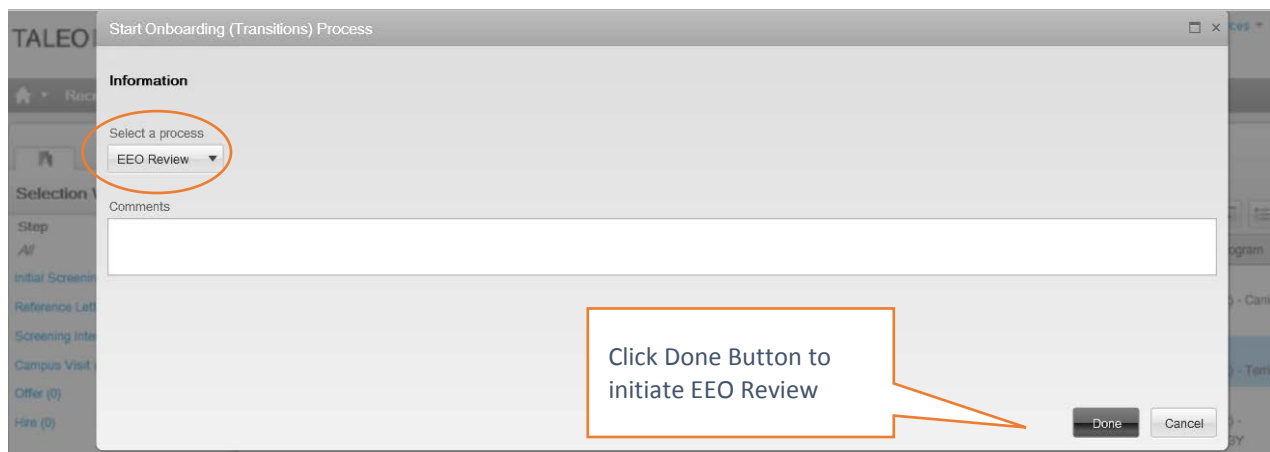 TALEO
Start Onboarding (Transitions) Process
Information
Select a process
EEO Review
Selection
Comments
Step
All
Initial Screenin
Reference Lett
Screening Inte
Campus Visit
Offer (0)
Hire (0)
ogram
Click Done Button to
initiate EEO Review
Done
Cancel